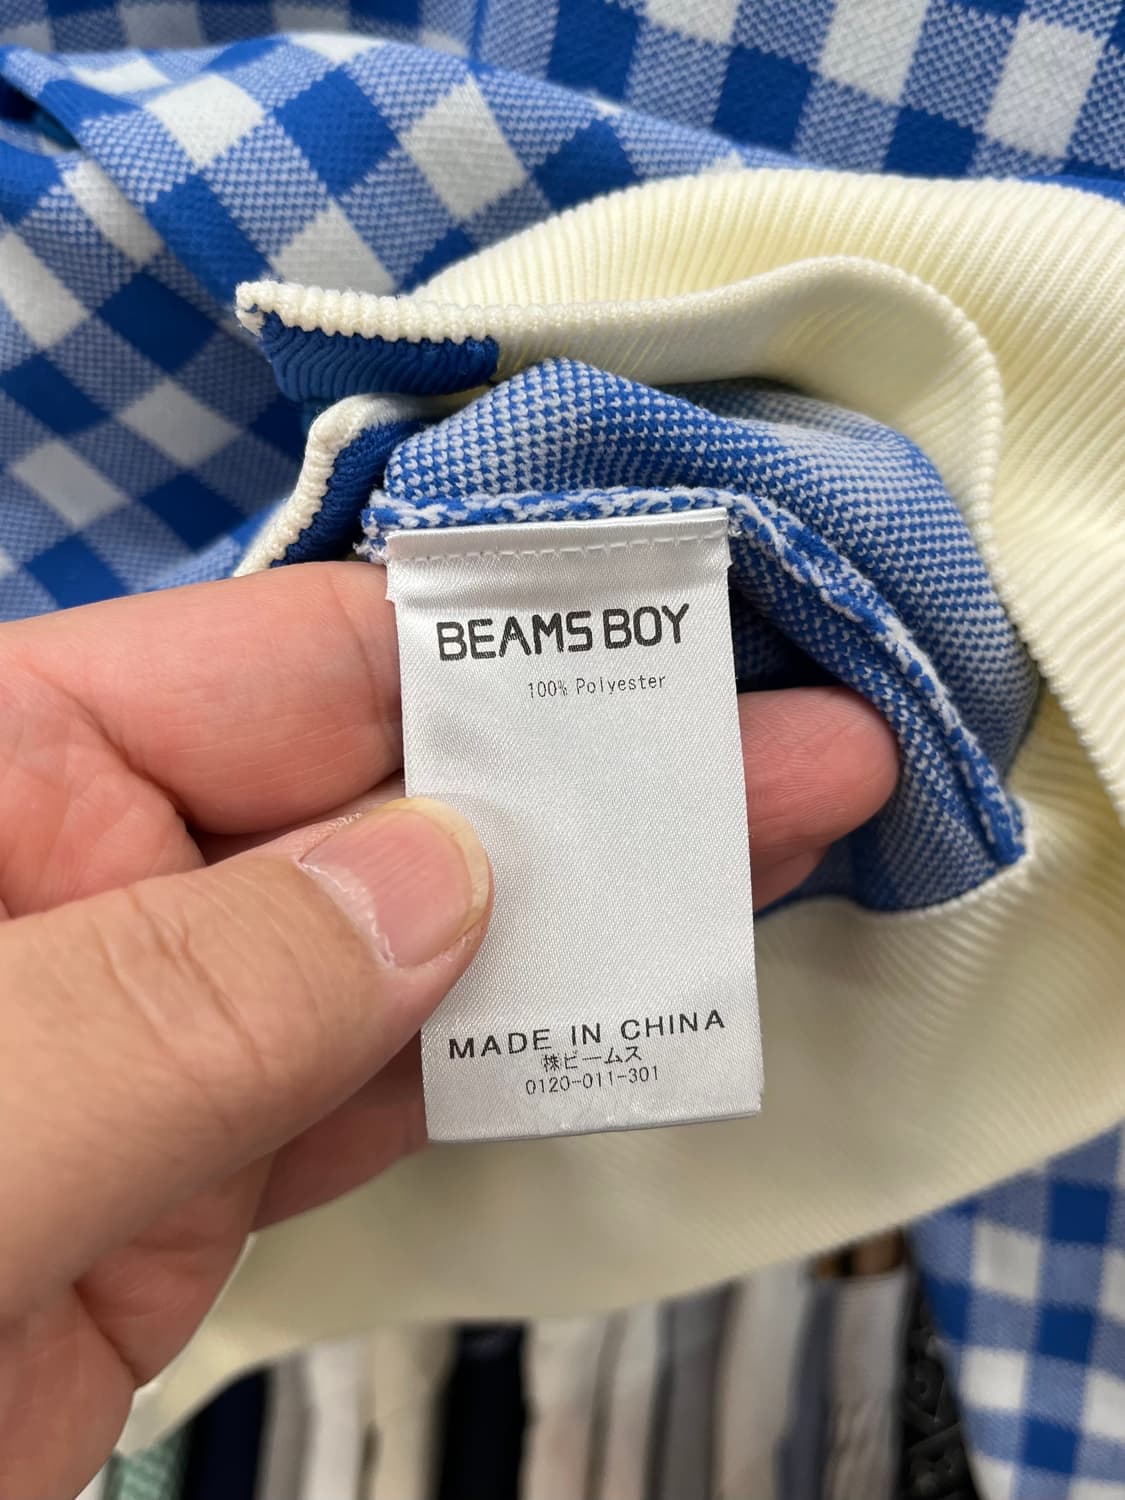 BEAMS BOY
100% Polyester
MADE IN CHINA
㈱ビームス
0120-011-301